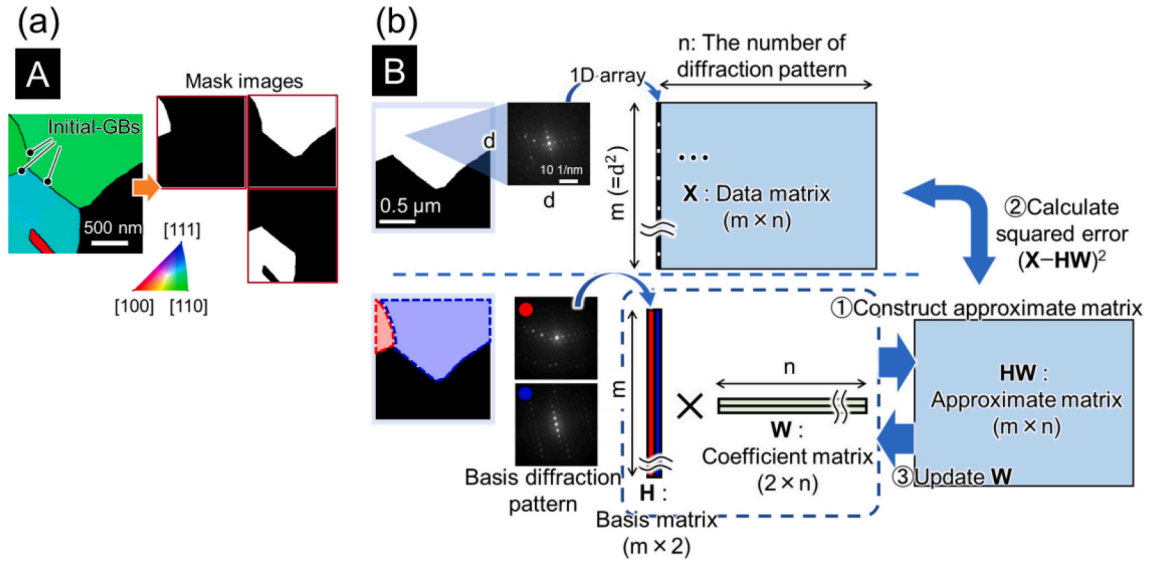 (a)
A
Mask images
Initial-GBs
500 nm
[111]
[100] [110]
(b)
B
n: The number of
diffraction pattern
1D-array
d
10 1/nm
d
0.5 μm
m (=d²)
•••
X : Data matrix
(m × n)
②Calculate
squared error
(X−HW)²
①Construct approximate matrix
m
×
n
W :
Coefficient matrix
(2 × n)
HW :
Approximate matrix
(m × n)
③Update W
Basis diffraction
pattern
H :
Basis matrix
(m × 2)